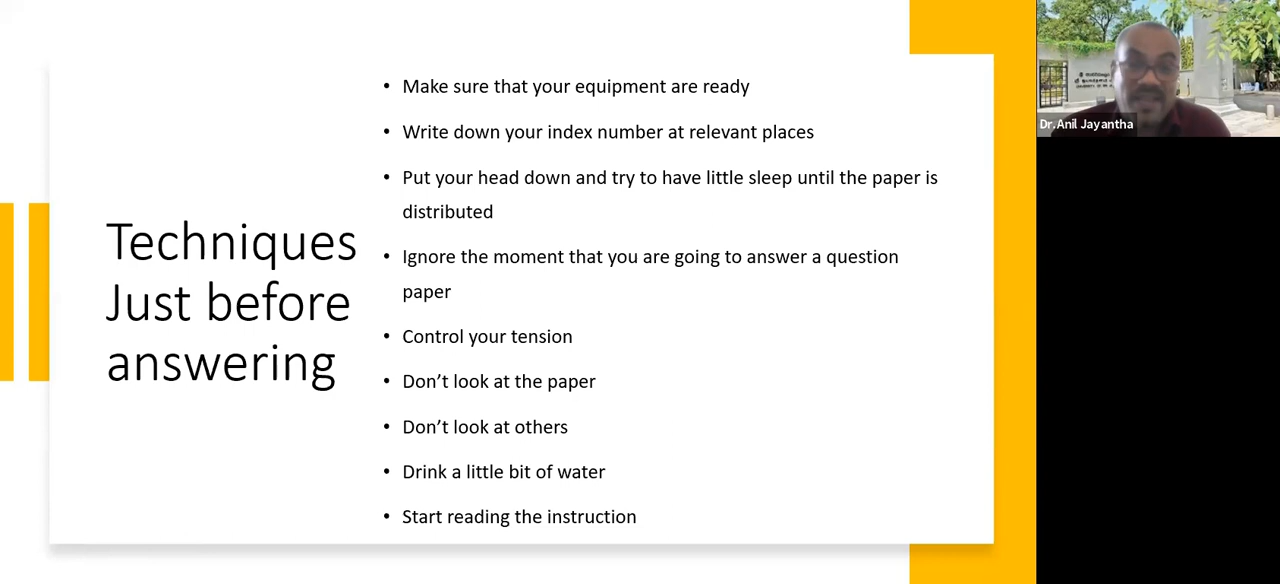 Techniques
Just before
answering
• Make sure that your equipment are ready
• Write down your index number at relevant places
• Put your head down and try to have little sleep until the paper is
distributed
• Ignore the moment that you are going to answer a question
paper
• Control your tension
• Don’t look at the paper
• Don’t look at others
• Drink a little bit of water
• Start reading the instruction
Dr. Anil Jayantha